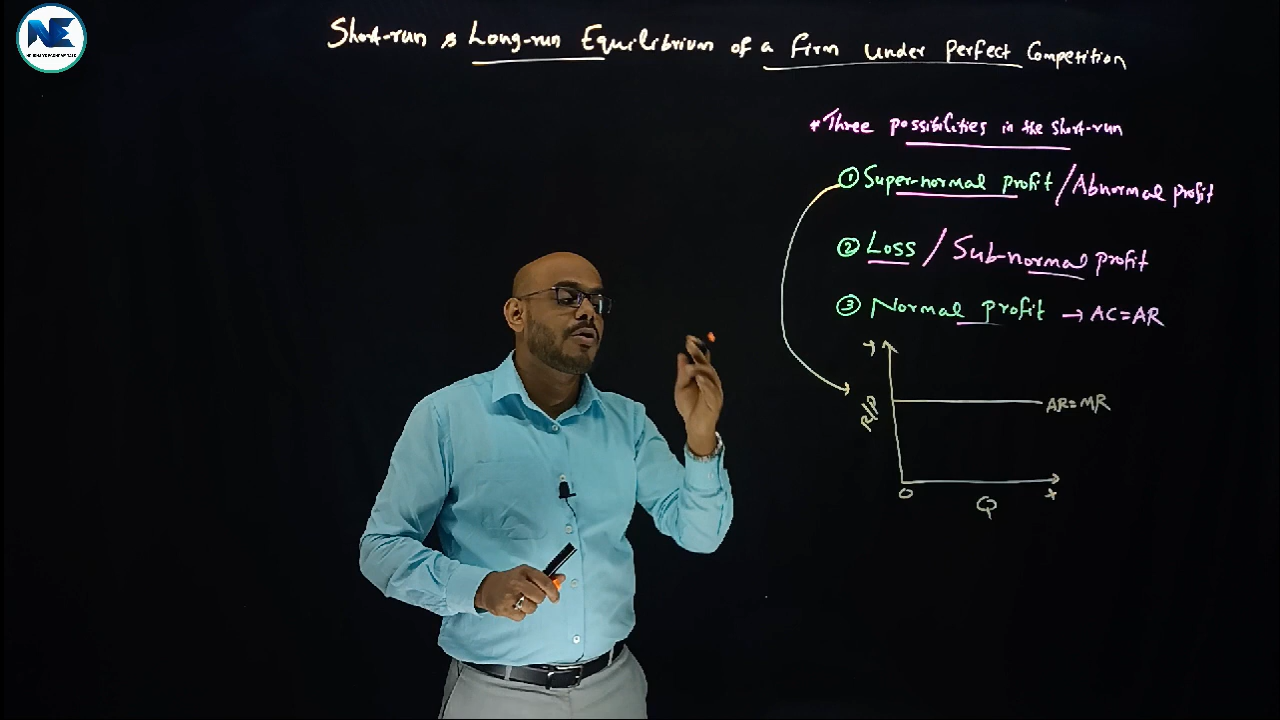 NE
Short-run & Long-run Equilibrium of a firm under perfect Competition
* Three possibilities in the short-run
① Super-normal profit / Abnormal profit
② Loss / Sub-normal profit
③ Normal profit → AC=AR
Y
R/P
AR=MR
O
Q
x